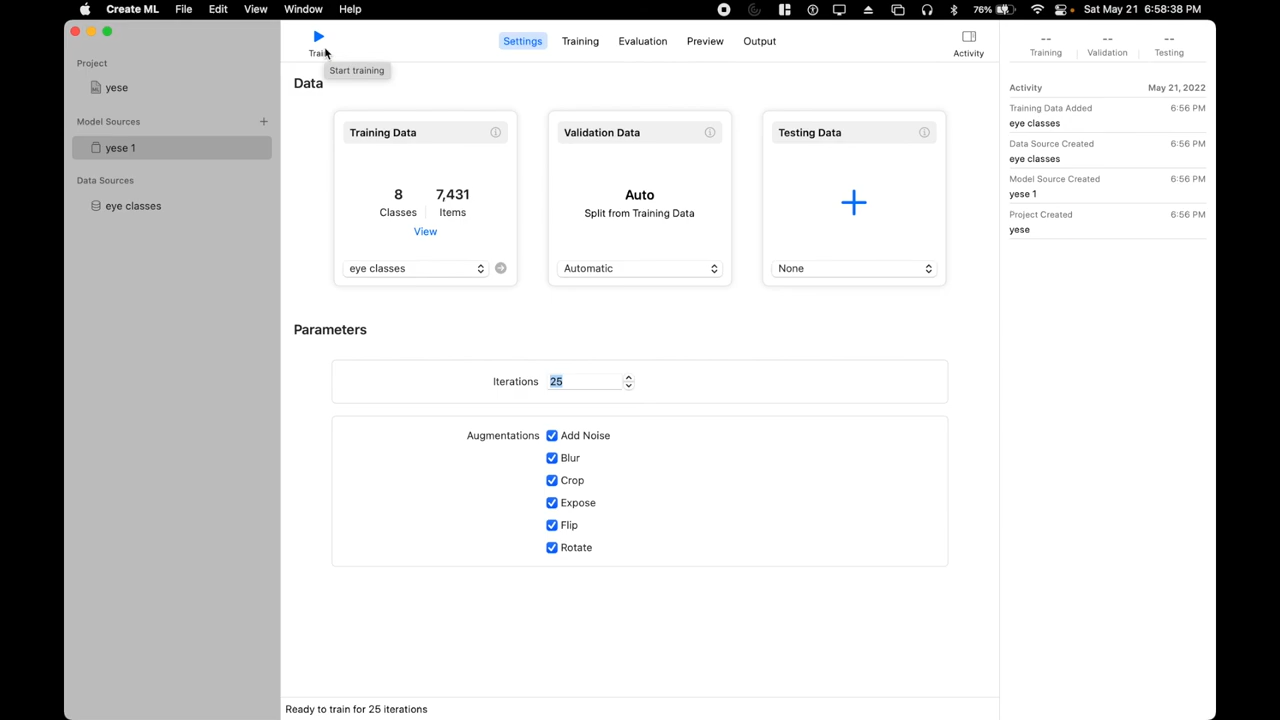 Create ML File Edit View Window Help 76% Sat May 21 6:58:38 PM
Train
Start training
Settings Training Evaluation Preview Output
Activity
-- -- --
Training Validation Testing
Project
yese
Model Sources +
yese 1
Data Sources
eye classes
Data
Training Data
8 7,431
Classes Items
View
eye classes
Validation Data
Auto
Split from Training Data
Automatic
Testing Data
None
Parameters
Iterations 25
Augmentations Add Noise
Blur
Crop
Expose
Flip
Rotate
Ready to train for 25 iterations
Activity May 21, 2022
Training Data Added 6:56 PM
eye classes
Data Source Created 6:56 PM
eye classes
Model Source Created 6:56 PM
yese 1
Project Created 6:56 PM
yese